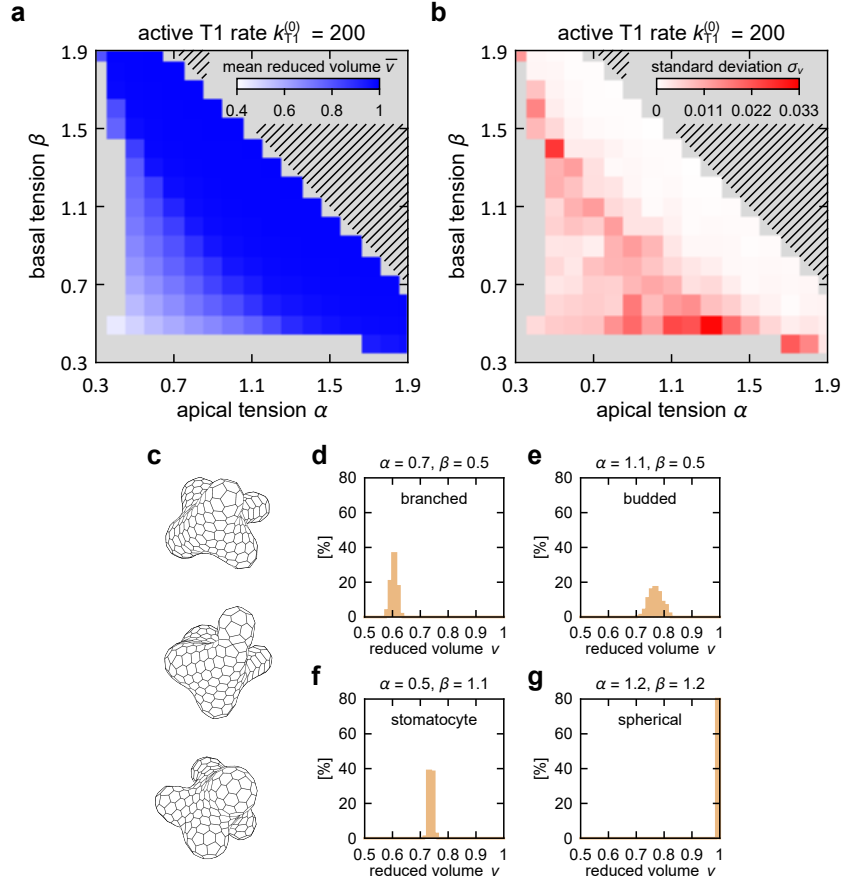 a
active T1 rate k_T1^(0) = 200
mean reduced volume v̅
0.4 0.6 0.8 1
1.9
1.5
1.1
0.7
0.3
basal tension β
0.3 0.7 1.1 1.5 1.9
apical tension α
b
active T1 rate k_T1^(0) = 200
standard deviation σ_v
0 0.011 0.022 0.033
1.9
1.5
1.1
0.7
0.3
basal tension β
0.3 0.7 1.1 1.5 1.9
apical tension α
c
d
α = 0.7, β = 0.5
branched
80
60
40
20
0
[%]
0.5 0.6 0.7 0.8 0.9 1
reduced volume v
e
α = 1.1, β = 0.5
budded
80
60
40
20
0
[%]
0.5 0.6 0.7 0.8 0.9 1
reduced volume v
f
α = 0.5, β = 1.1
stomatocyte
80
60
40
20
0
[%]
0.5 0.6 0.7 0.8 0.9 1
reduced volume v
g
α = 1.2, β = 1.2
spherical
80
60
40
20
0
[%]
0.5 0.6 0.7 0.8 0.9 1
reduced volume v